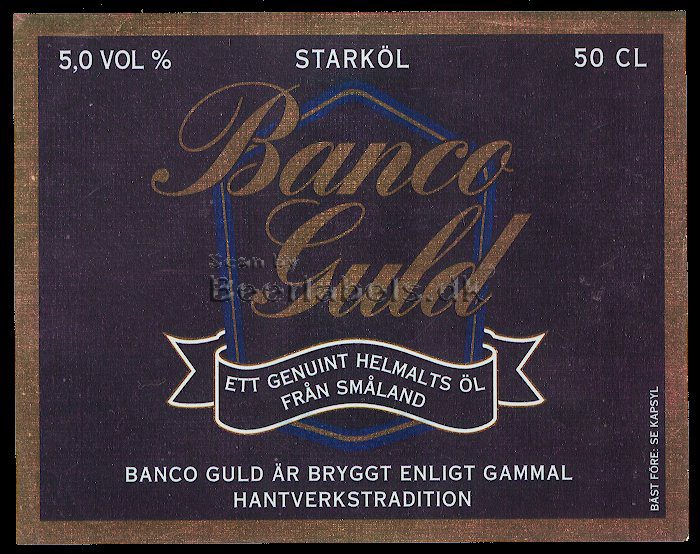 5,0 VOL %
STARKÖL
50 CL
Banco
Guld
Scan by
Beerlabels.dk
ETT GENUINT HELMALTS ÖL
FRÅN SMÅLAND
BANCO GULD ÄR BRYGGT ENLIGT GAMMAL
HANTVERKSTRADITION
BÄST FÖRE: SE KAPSYL